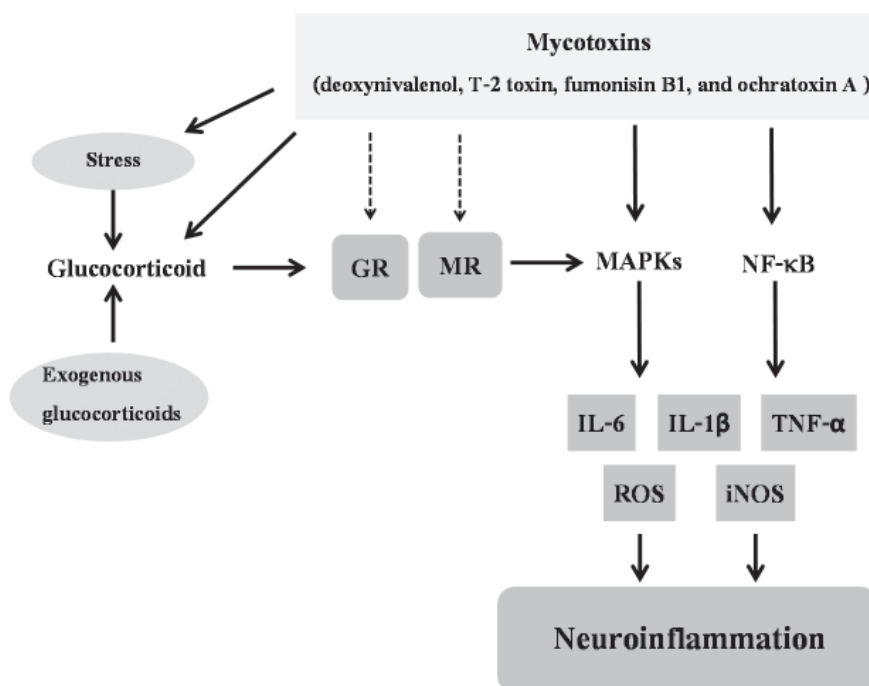 Mycotoxins
(deoxynivalenol, T-2 toxin, fumonisin B1, and ochratoxin A )
Stress
Glucocorticoid
GR
MR
MAPKs
NF-κB
Exogenous
glucocorticoids
IL-6
IL-1β
TNF-α
ROS
iNOS
Neuroinflammation